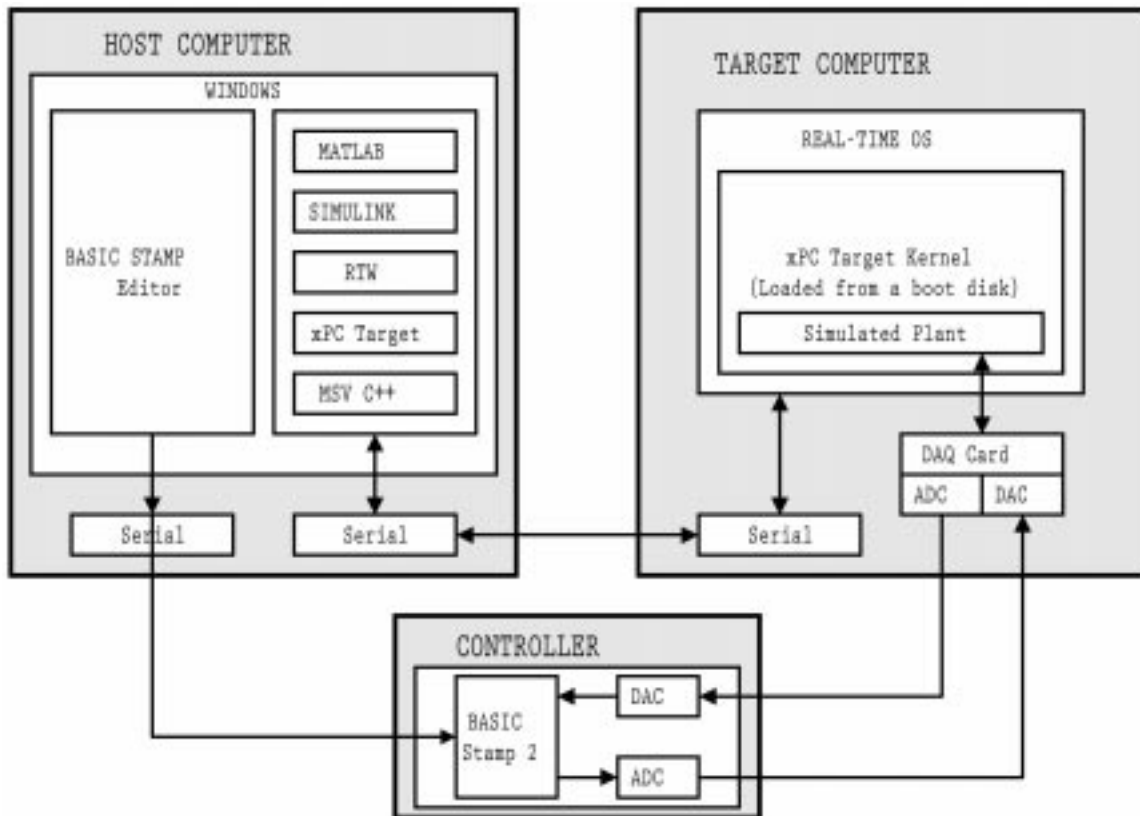 HOST COMPUTER
WINDOWS
BASIC STAMP
Editor
MATLAB
SIMULINK
RTW
xPC Target
MSV C++
Serial
Serial
TARGET COMPUTER
REAL-TIME OS
xPC Target Kernel
(Loaded from a boot disk)
Simulated Plant
DAQ Card
ADC
DAC
Serial
CONTROLLER
BASIC
Stamp 2
DAC
ADC